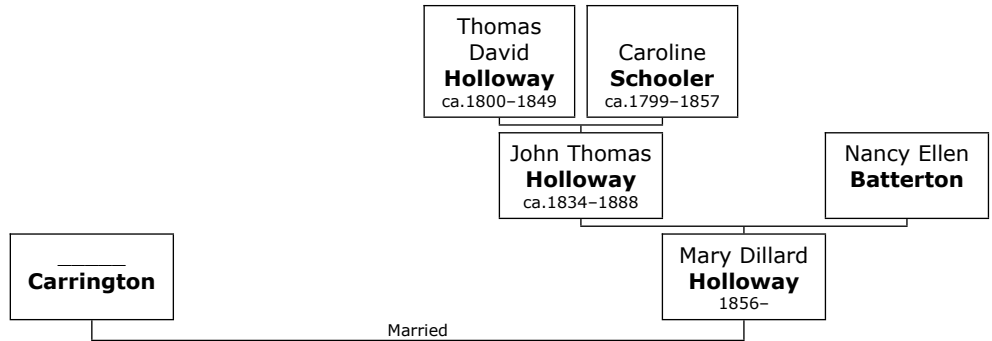 Thomas
David
Holloway
ca.1800–1849
Caroline
Schooler
ca.1799–1857
John Thomas
Holloway
ca.1834–1888
Nancy Ellen
Batterton
______
Carrington
Mary Dillard
Holloway
1856–
Married